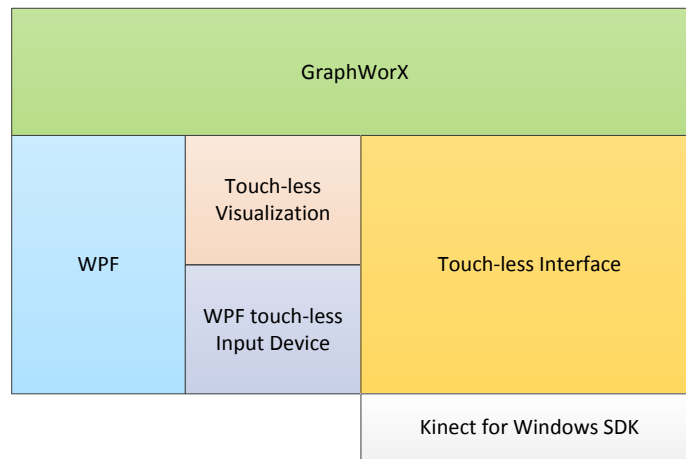 GraphWorX
Touch-less
Visualization
WPF
Touch-less Interface
WPF touch-less
Input Device
Kinect for Windows SDK